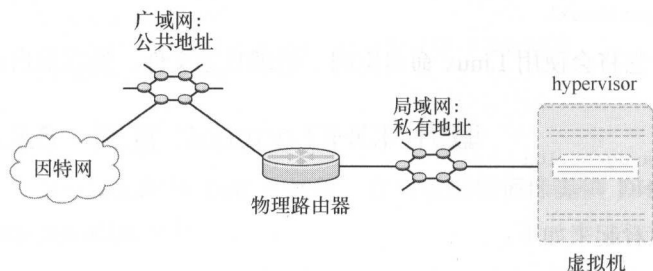 广域网:
公共地址
因特网
物理路由器
局域网:
私有地址
hypervisor
虚拟机